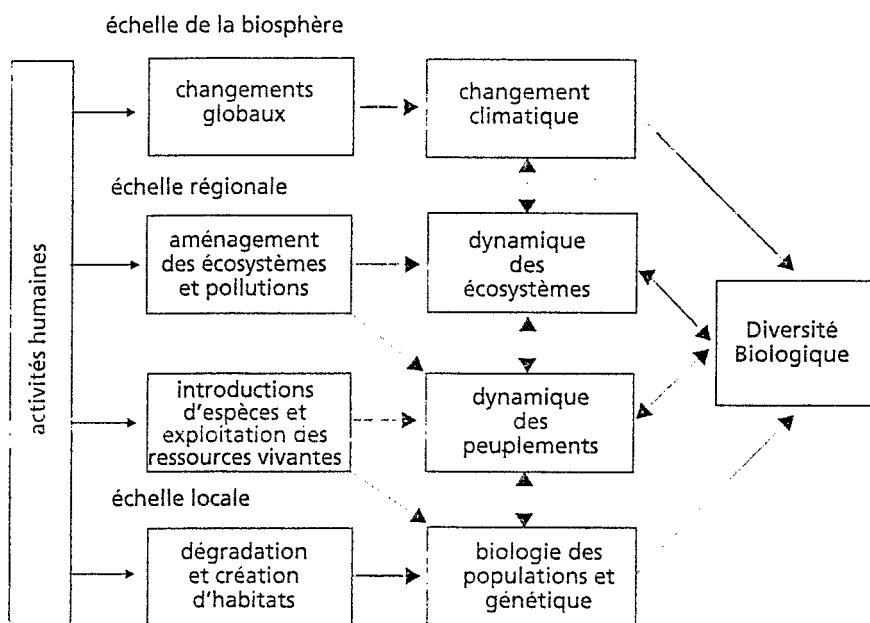 échelle de la biosphère
changements
globaux
changement
climatique
échelle régionale
aménagement
des écosystèmes
et pollutions
dynamique
des
écosystèmes
activités humaines
Diversité
Biologique
introductions
d'espèces et
exploitation des
ressources vivantes
dynamique
des
peuplements
échelle locale
dégradation
et création
d'habitats
biologie des
populations et
génétique